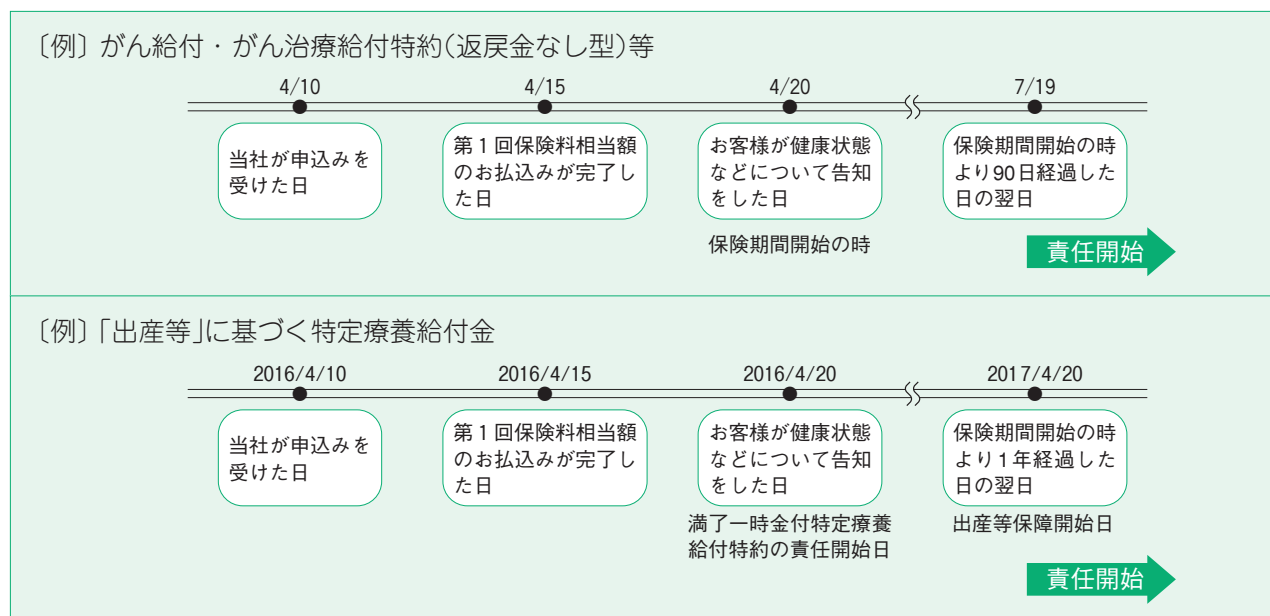 〔例〕がん給付・がん治療給付特約(返戻金なし型)等
4/10
4/15
4/20
7/19
当社が申込みを
受けた日
第1回保険料相当額
のお払込みが完了し
た日
お客様が健康状態
などについて告知
をした日
保険期間開始の時
より90日経過した
日の翌日
保険期間開始の時
責任開始
〔例〕「出産等」に基づく特定療養給付金
2016/4/10
2016/4/15
2016/4/20
2017/4/20
当社が申込みを
受けた日
第1回保険料相当額
のお払込みが完了し
た日
お客様が健康状態
などについて告知
をした日
保険期間開始の時
より1年経過した
日の翌日
満了一時金付特定療養
給付特約の責任開始日
出産等保障開始日
責任開始